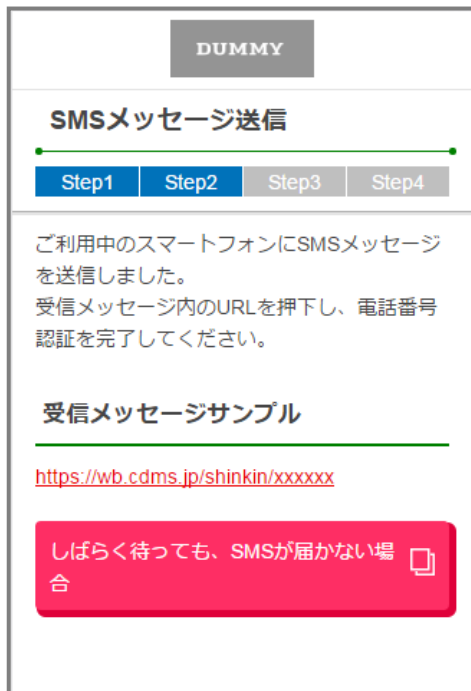 DUMMY
SMSメッセージ送信
Step1 Step2 Step3 Step4
ご利用中のスマートフォンにSMSメッセージ
を送信しました。
受信メッセージ内のURLを押下し、電話番号
認証を完了してください。
受信メッセージサンプル
https://wb.cdms.jp/shinkin/xxxxxx
しばらく待っても、SMSが届かない場
合